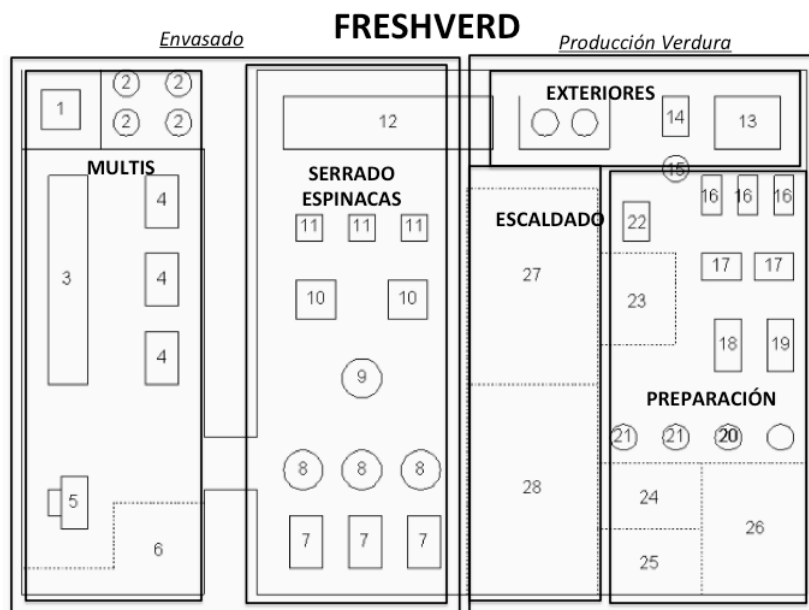 FRESHVERD
Envasado
Producción Verdura
2 2
1
2 2
EXTERIORES
12
14
13
MULTIS
SERRADO
ESPINACAS
15
4
16 16 16
11 11 11
ESCALDADO
22
3
4
10 10
27
23
17 17
4
9
18 19
PREPARACIÓN
21 21 20
8 8 8
5
28
24
26
6
7 7 7
25